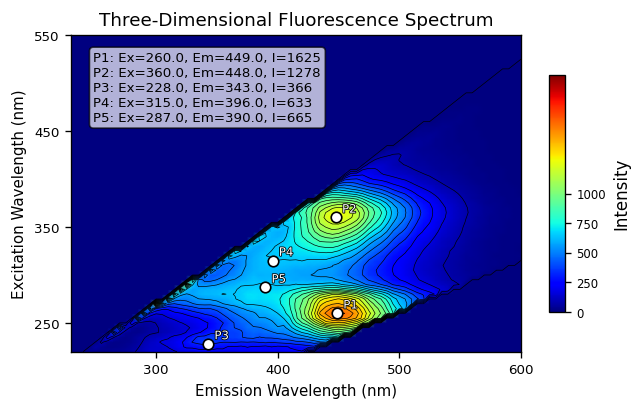 Three-Dimensional Fluorescence Spectrum
P1: Ex=260.0, Em=449.0, I=1625
P2: Ex=360.0, Em=448.0, I=1278
P3: Ex=228.0, Em=343.0, I=366
P4: Ex=315.0, Em=396.0, I=633
P5: Ex=287.0, Em=390.0, I=665
550
450
350
250
Excitation Wavelength (nm)
P2
P4
P5
P1
P3
300
400
500
600
Emission Wavelength (nm)
1000
750
500
250
0
Intensity